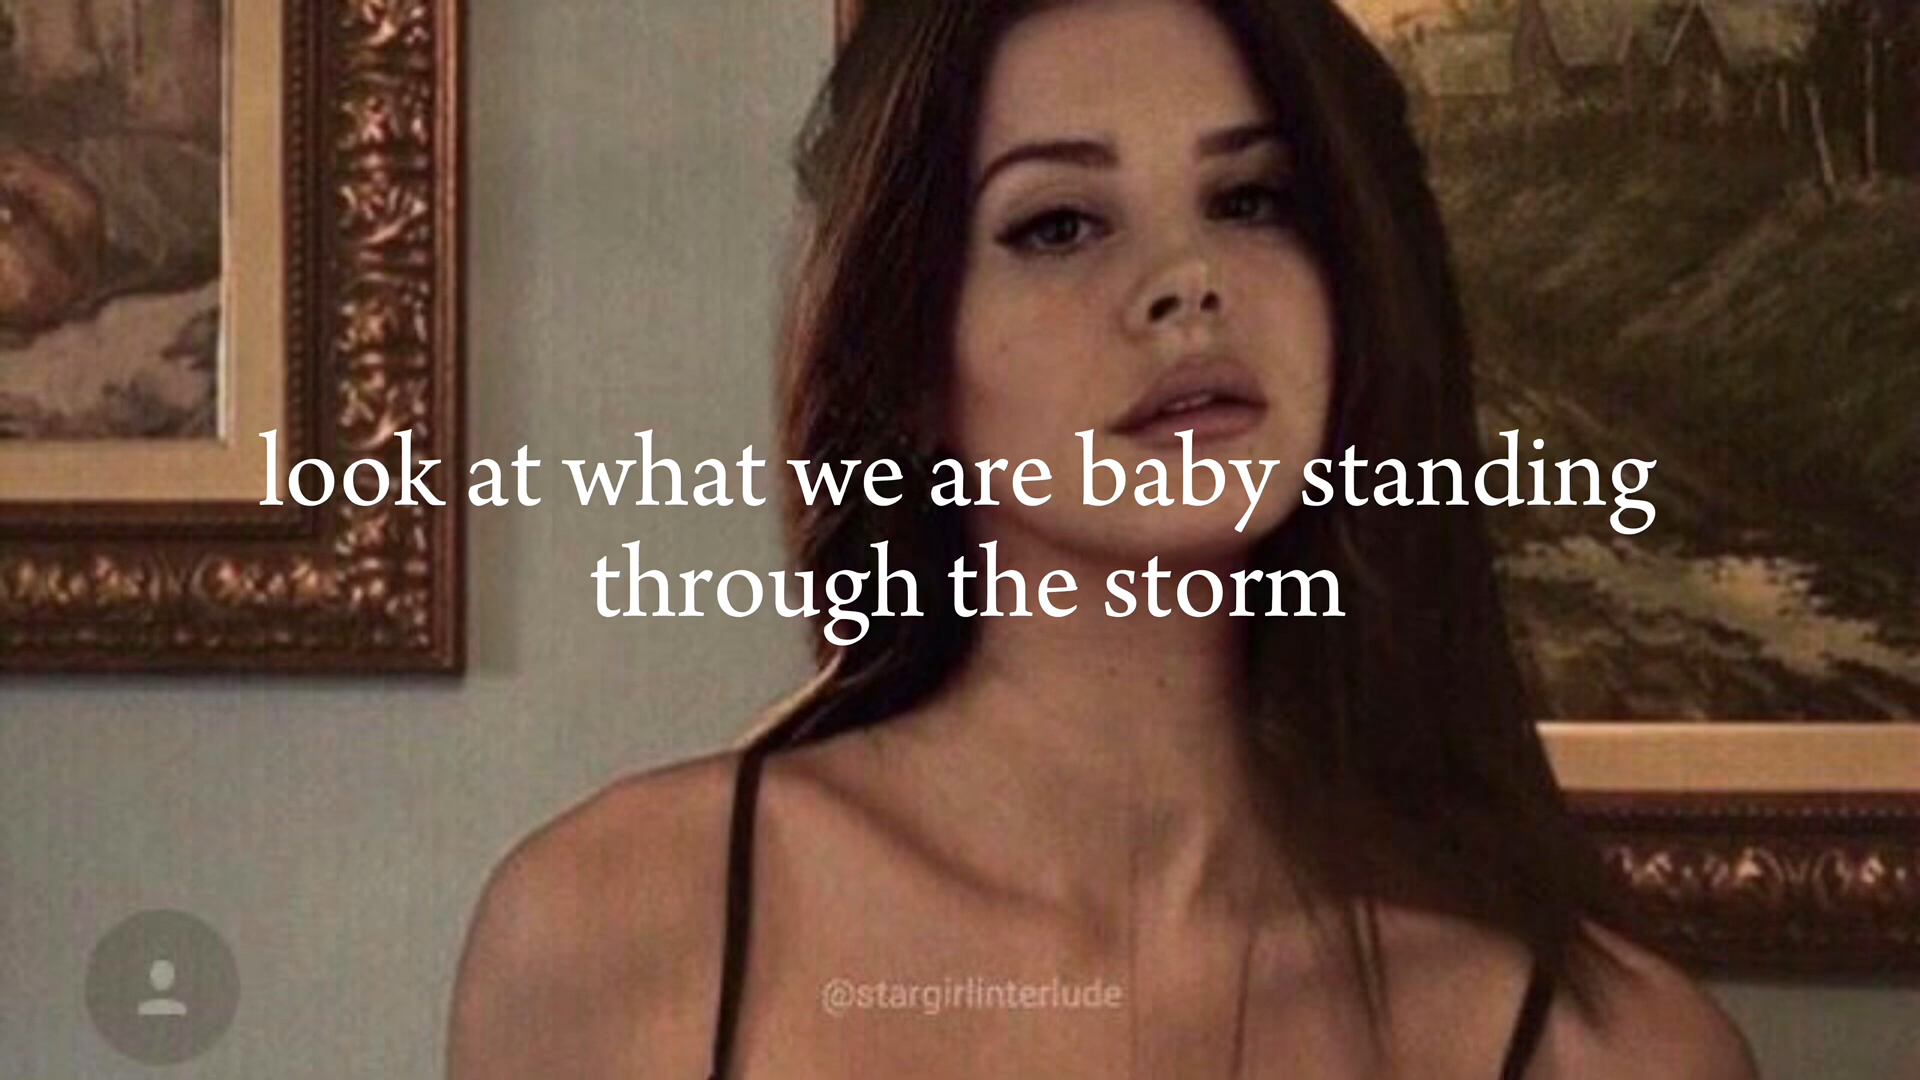 look at what we are baby standing
through the storm
@stargirlinterlude